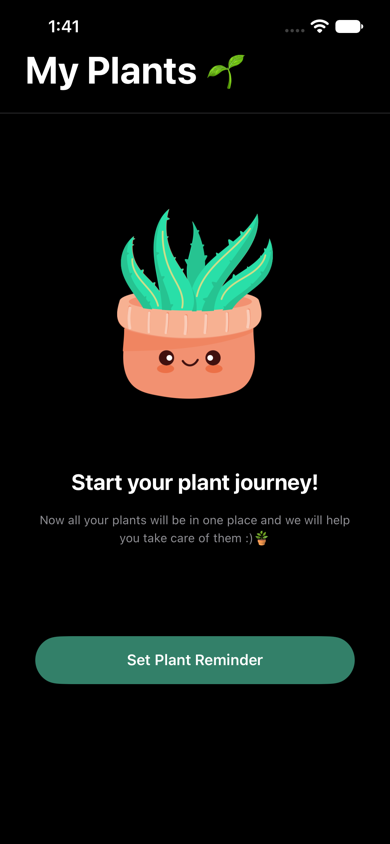 1:41
My Plants 🌱
Start your plant journey!
Now all your plants will be in one place and we will help
you take care of them :)🪴
Set Plant Reminder